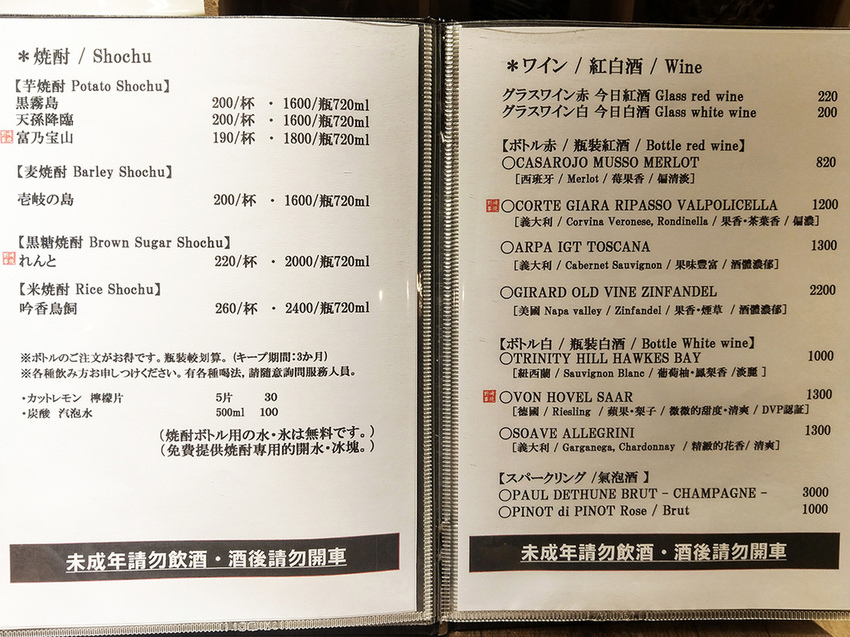 ＊焼酎 / Shochu
【芋焼酎 Potato Shochu】
黒霧島 200/杯 ・ 1600/瓶720ml
天孫降臨 200/杯 ・ 1600/瓶720ml
富乃宝山 190/杯 ・ 1800/瓶720ml
【麦焼酎 Barley Shochu】
壱岐の島 200/杯 ・ 1600/瓶720ml
【黒糖焼酎 Brown Sugar Shochu】
れんと 220/杯 ・ 2000/瓶720ml
【米焼酎 Rice Shochu】
吟香鳥飼 260/杯 ・ 2400/瓶720ml
※ボトルのご注文がお得です。瓶裝較划算。（キープ期間：3か月）
※各種飲み方お申しつけください。有各種喝法，請隨意詢問服務人員。
・カットレモン 檸檬片 5片 30
・炭酸 汽泡水 500ml 100
（焼酎ボトル用の水・氷は無料です。）
（免費提供焼酎専用的開水・冰塊。）
未成年請勿飲酒・酒後請勿開車
＊ワイン / 紅白酒 / Wine
グラスワイン赤 今日紅酒 Glass red wine 220
グラスワイン白 今日白酒 Glass white wine 200
【ボトル赤 / 瓶裝紅酒 / Bottle red wine】
○CASAROJO MUSSO MERLOT 820
［西班牙 / Merlot / 莓果香 / 偏清淡］
○CORTE GIARA RIPASSO VALPOLICELLA 1200
［義大利 / Corvina Veronese, Rondinella / 果香・茶葉香 / 偏濃］
○ARPA IGT TOSCANA 1300
［義大利 / Cabernet Sauvignon / 果味豐富 / 酒體濃郁］
○GIRARD OLD VINE ZINFANDEL 2200
［美國 Napa valley / Zinfandel / 果香・煙草 / 酒體濃郁］
【ボトル白 / 瓶裝白酒 / Bottle White wine】
○TRINITY HILL HAWKES BAY 1000
［紐西蘭 / Sauvignon Blanc / 葡萄柚・鳳梨香 /淡麗 ］
○VON HOVEL SAAR 1300
［德國 / Riesling / 蘋果・梨子 / 微微的甜度・清爽 / DVP認証］
○SOAVE ALLEGRINI 1300
［義大利 / Garganega, Chardonnay / 精緻的花香/ 清爽］
【スパークリング /氣泡酒 】
○PAUL DETHUNE BRUT - CHAMPAGNE - 3000
○PINOT di PINOT Rose / Brut 1000
未成年請勿飲酒・酒後請勿開車